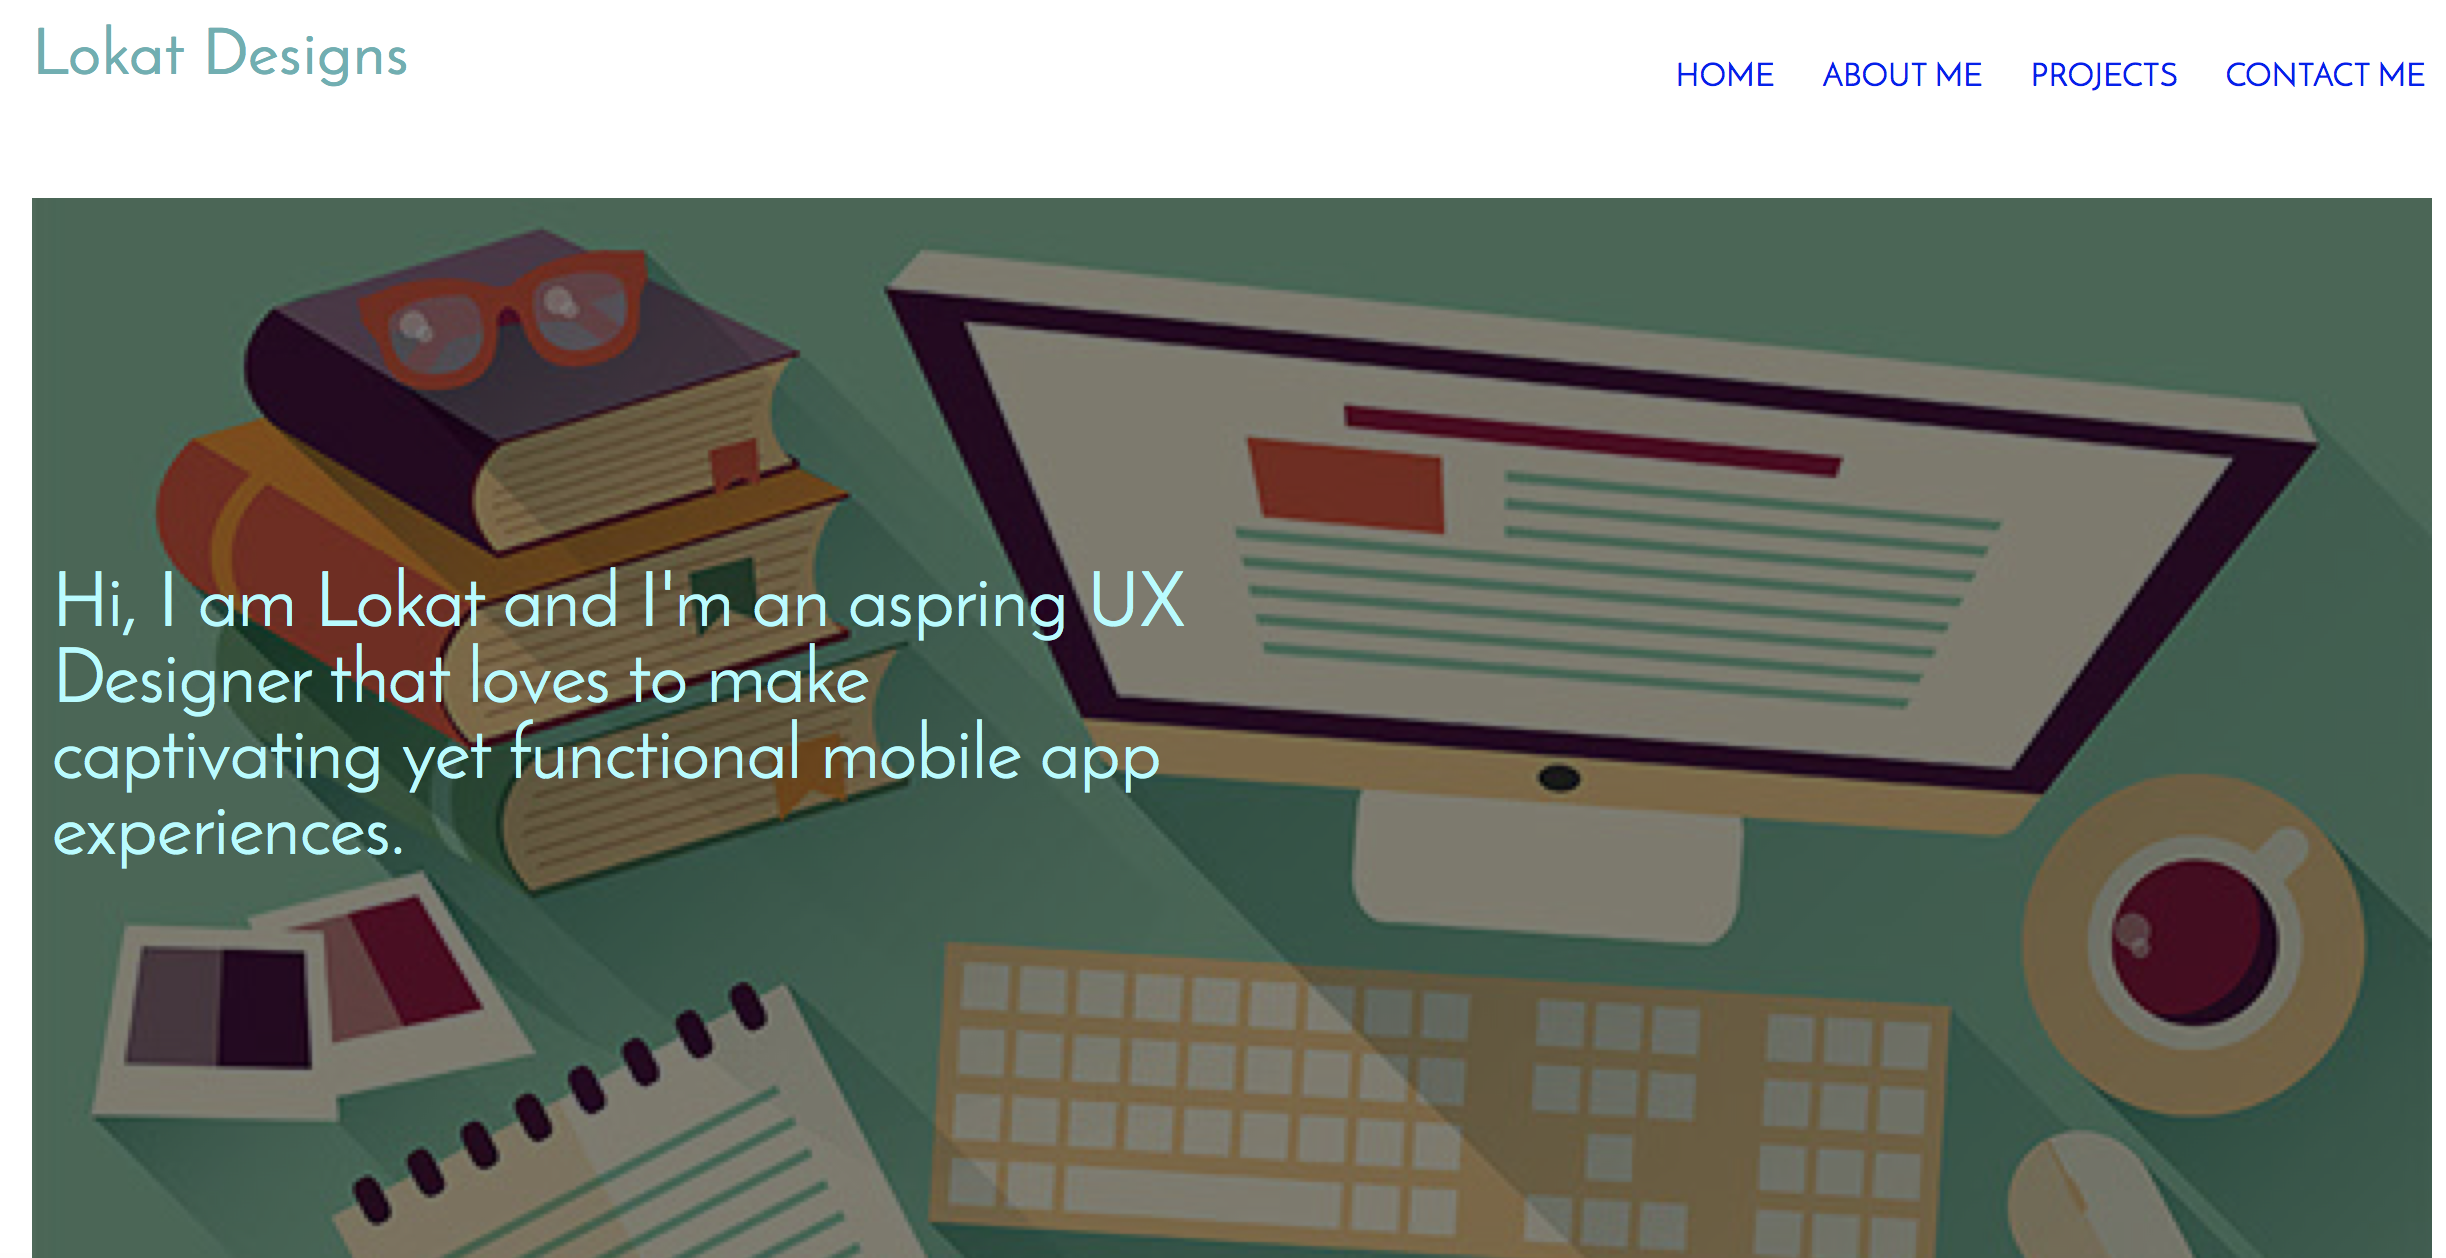 Lokat Designs
HOME ABOUT ME PROJECTS CONTACT ME
Hi, I am Lokat and I'm an aspring UX
Designer that loves to make
captivating yet functional mobile app
experiences.